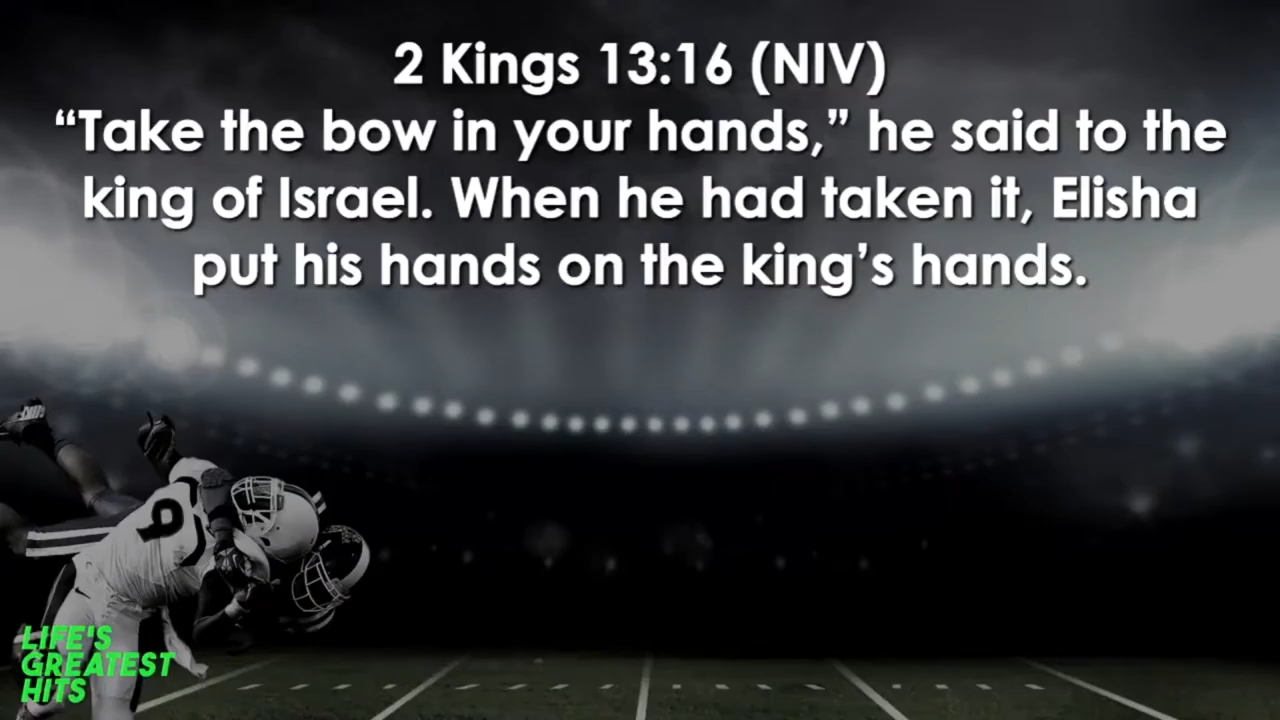 2 Kings 13:16 (NIV)
“Take the bow in your hands,” he said to the
king of Israel. When he had taken it, Elisha
put his hands on the king’s hands.
9
LIFE'S
GREATEST
HITS